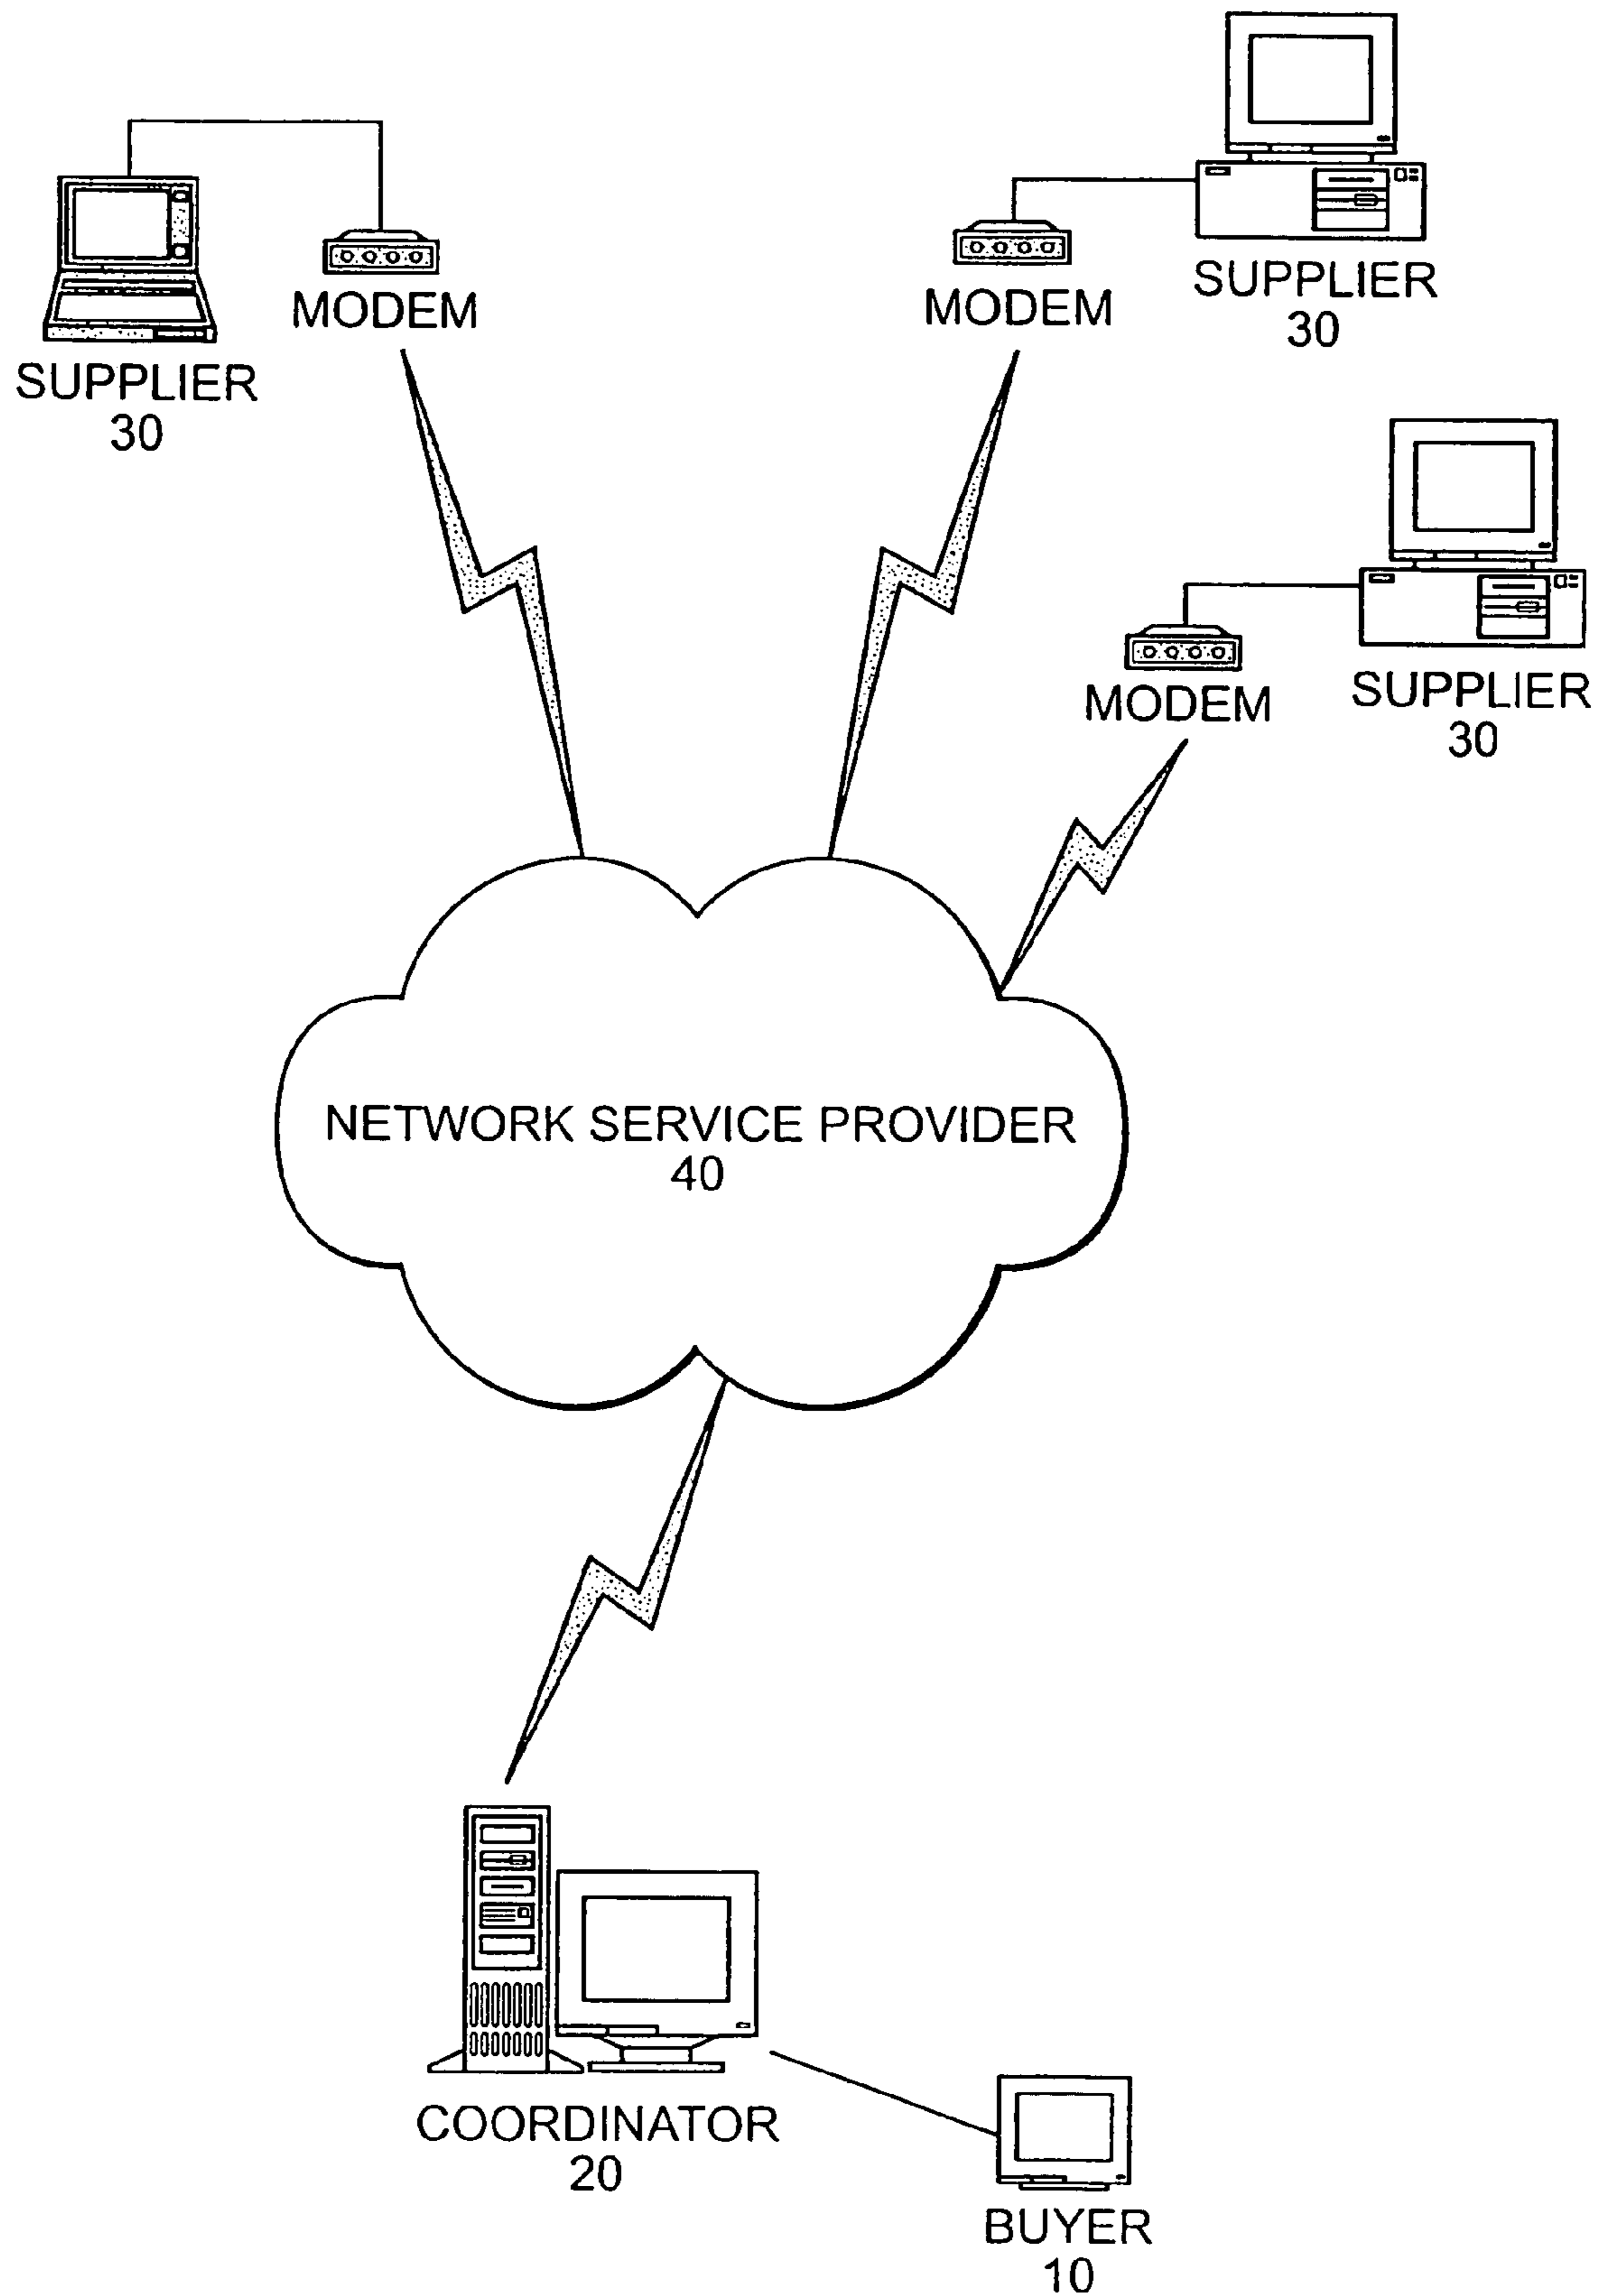 MODEM
SUPPLIER
30
MODEM
SUPPLIER
30
MODEM
SUPPLIER
30
NETWORK SERVICE PROVIDER
40
COORDINATOR
20
BUYER
10